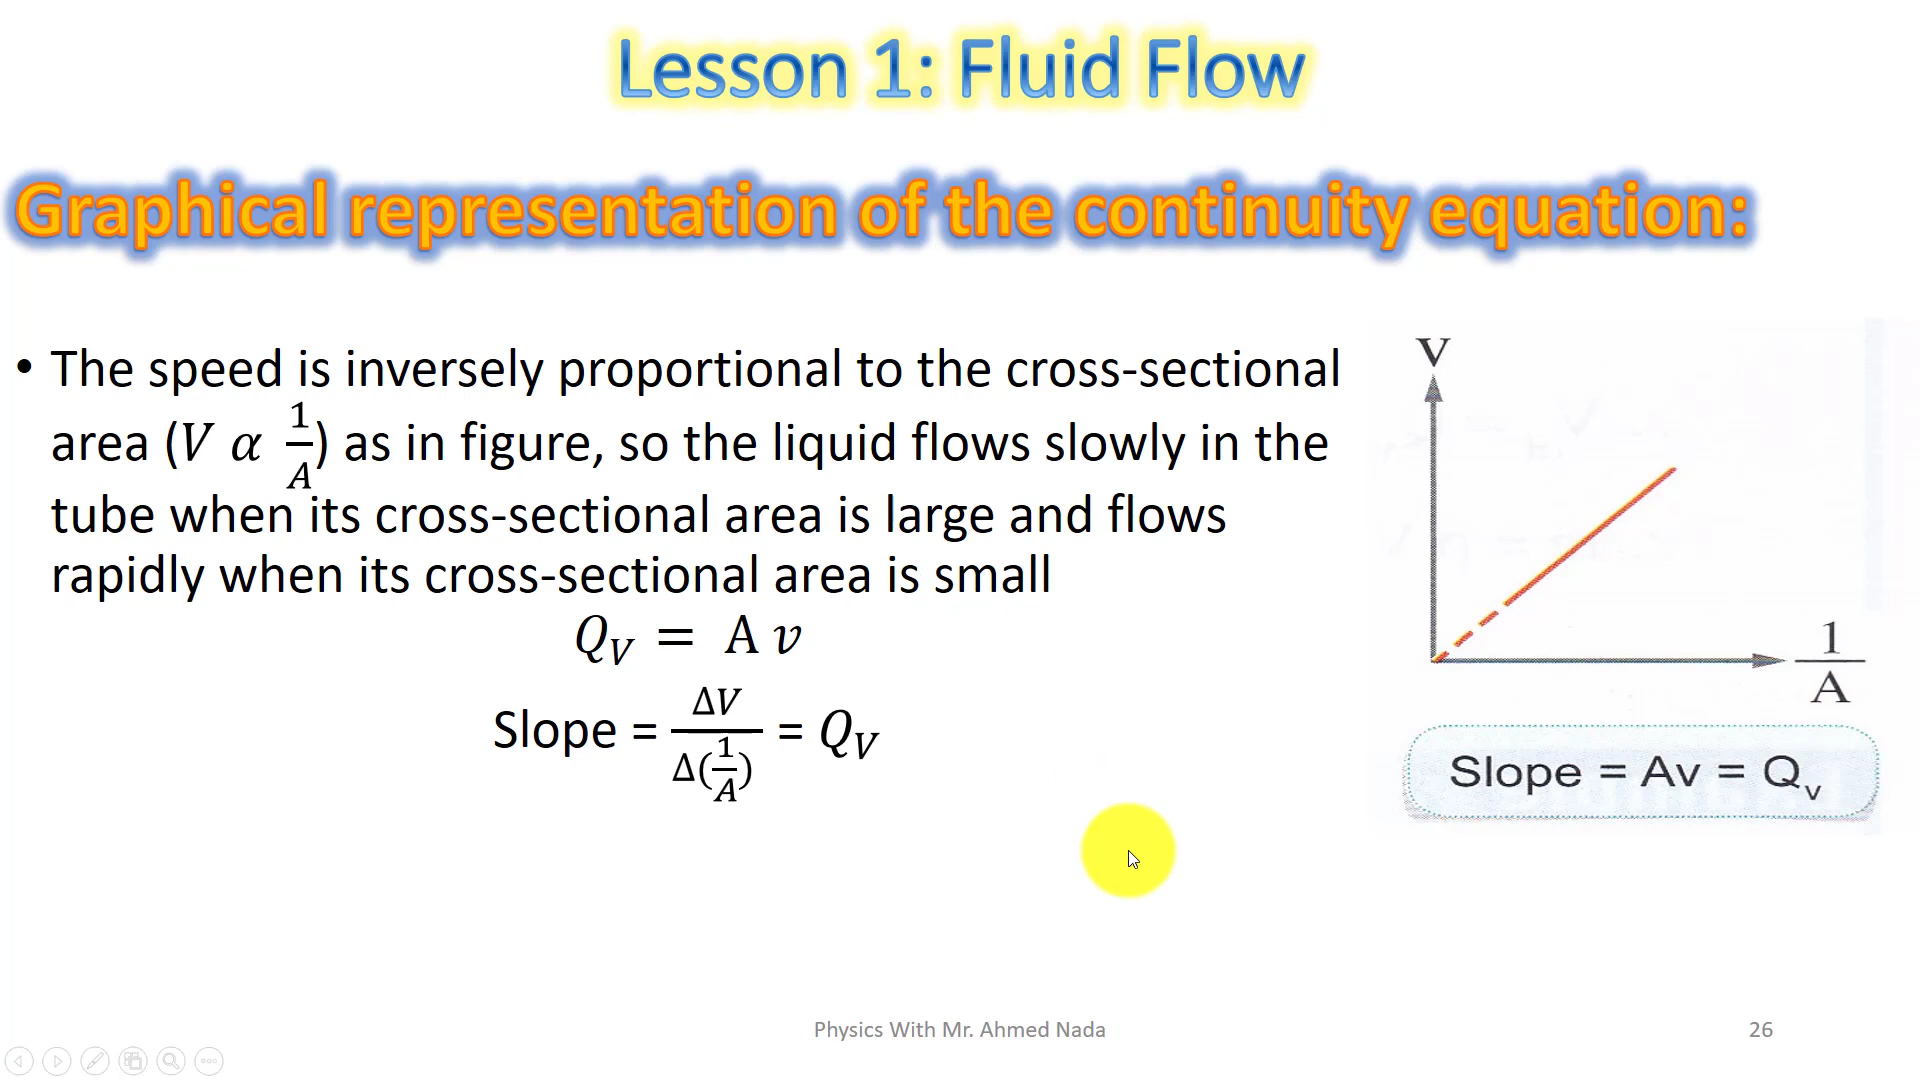 Lesson 1: Fluid Flow
Graphical representation of the continuity equation:
• The speed is inversely proportional to the cross-sectional
area (V α 1/A) as in figure, so the liquid flows slowly in the
tube when its cross-sectional area is large and flows
rapidly when its cross-sectional area is small
Q_V = A v
Slope = ΔV / Δ(1/A) = Q_V
V
1/A
Slope = Av = Q_v
Physics With Mr. Ahmed Nada
26